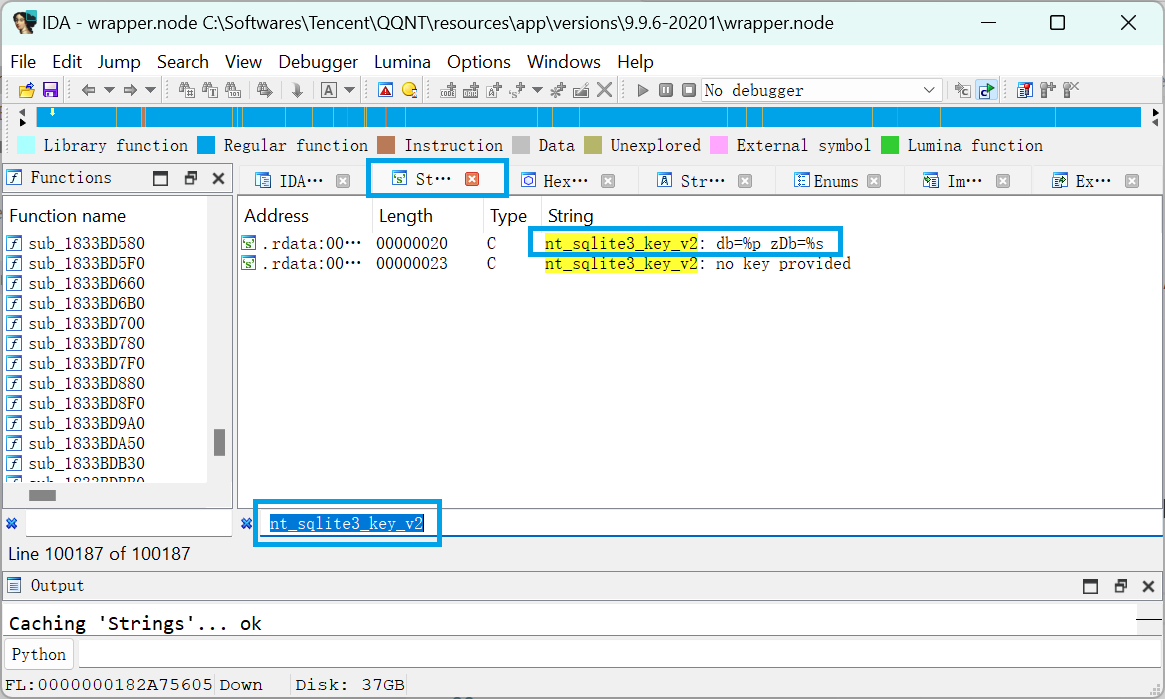 IDA - wrapper.node C:\Softwares\Tencent\QQNT\resources\app\versions\9.9.6-20201\wrapper.node
File Edit Jump Search View Debugger Lumina Options Windows Help
No debugger
Library function Regular function Instruction Data Unexplored External symbol Lumina function
Functions
IDA··· St··· Hex··· Str··· Enums Im··· Ex···
Function name
sub_1833BD580
sub_1833BD5F0
sub_1833BD660
sub_1833BD6B0
sub_1833BD700
sub_1833BD780
sub_1833BD7F0
sub_1833BD880
sub_1833BD8F0
sub_1833BD9A0
sub_1833BDA50
sub_1833BDB30
Address Length Type String
.rdata:00··· 00000020 C nt_sqlite3_key_v2: db=%p zDb=%s
.rdata:00··· 00000023 C nt_sqlite3_key_v2: no key provided
nt_sqlite3_key_v2
Line 100187 of 100187
Output
Caching 'Strings'... ok
Python
FL:0000000182A75605 Down Disk: 37GB